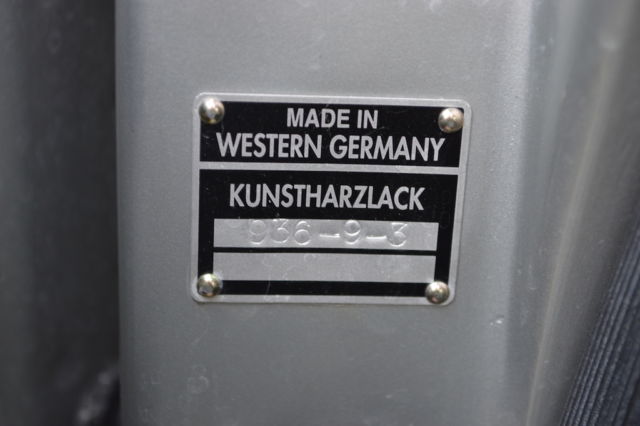 MADE IN
WESTERN GERMANY
KUNSTHARZLACK
936-9-3